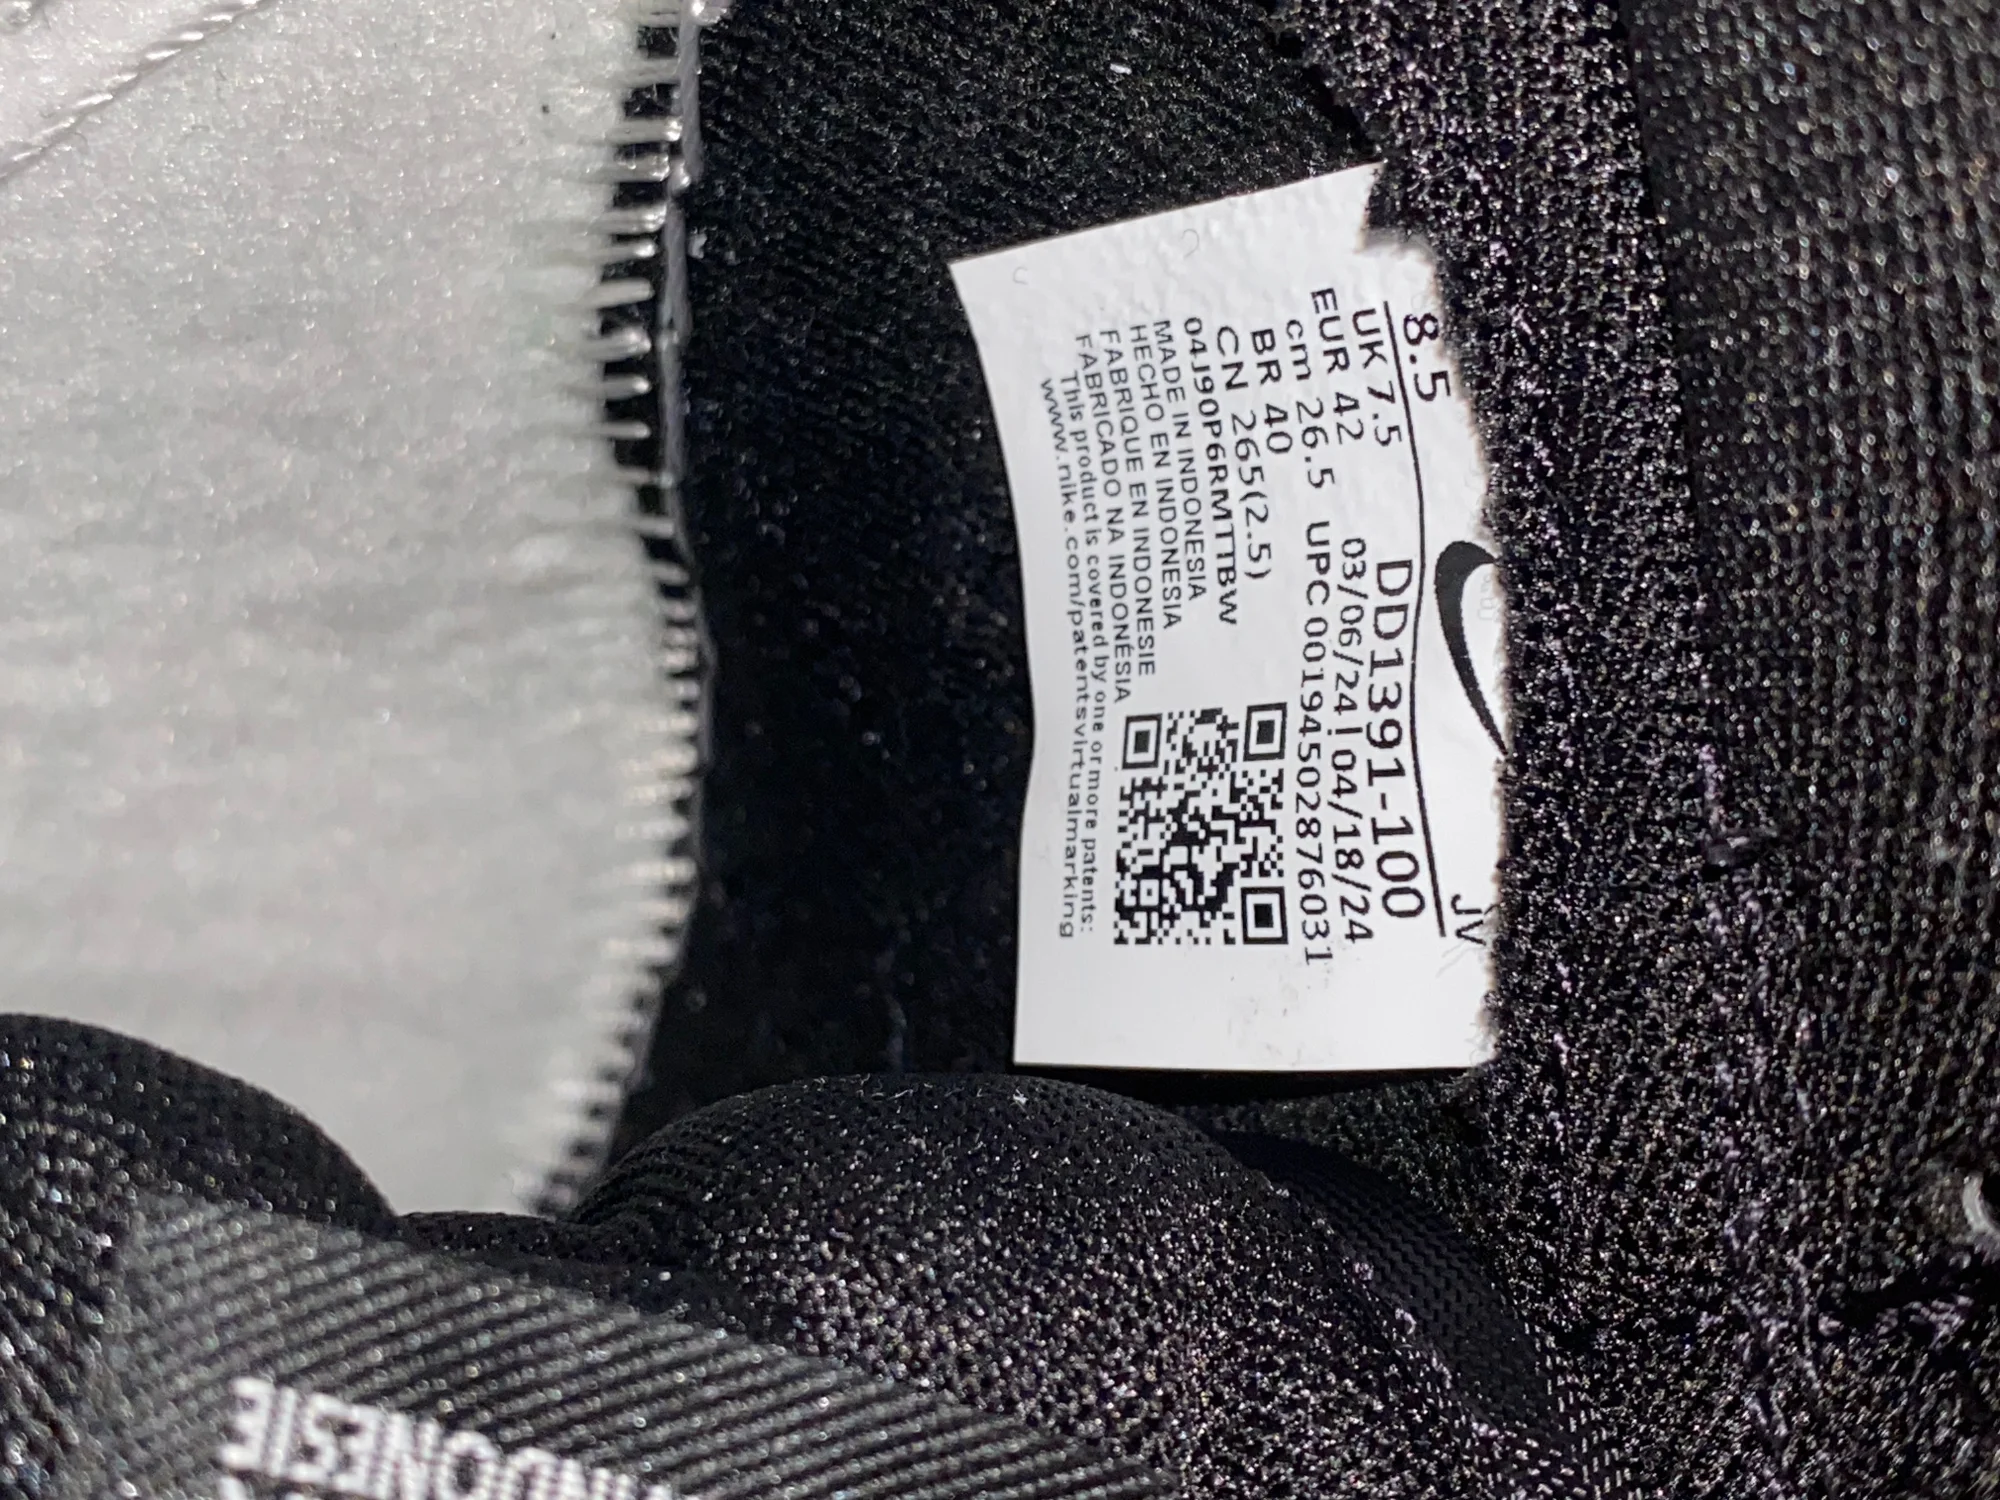 8.5 JV
UK 7.5 DD1391-100
EUR 42 03/06/24|04/18/24
cm 26.5 UPC 00194502876031
BR 40
CN 265(2.5)
04J90P6RMTTBW
MADE IN INDONESIA
HECHO EN INDONESIA
FABRIQUE EN INDONESIE
FABRICADO NA INDONÉSIA
This product is covered by one or more patents:
www.nike.com/patentsvirtualmarking
INDONESIE